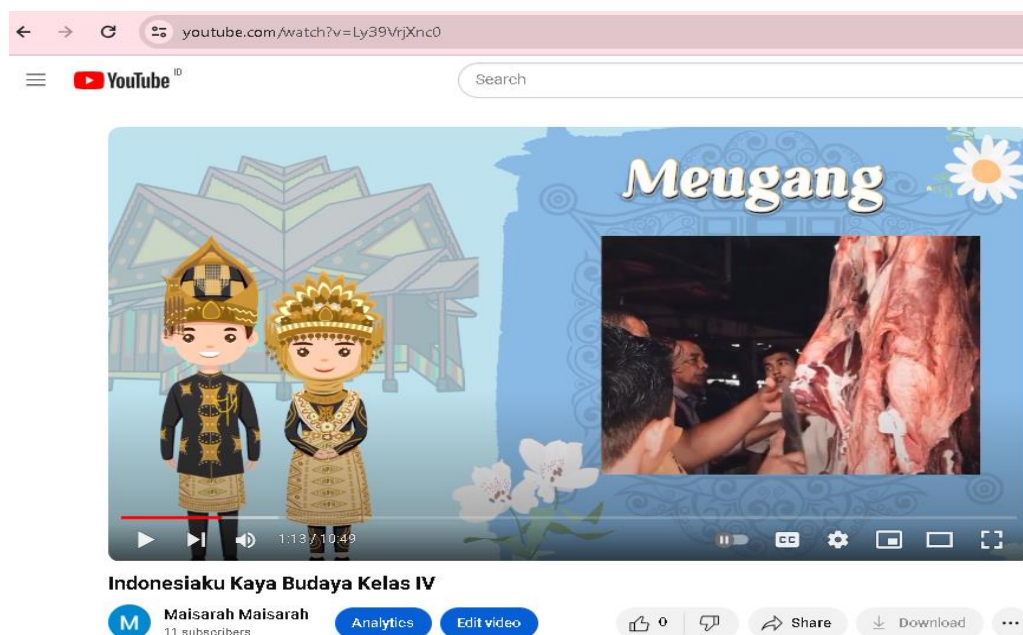 youtube.com/watch?v=Ly39VrjXnc0
YouTube ID
Search
Meugang
1:13 / 10:49
CC
Indonesiaku Kaya Budaya Kelas IV
M
Maisarah Maisarah
11 subscribers
Analytics
Edit video
0
Share
Download